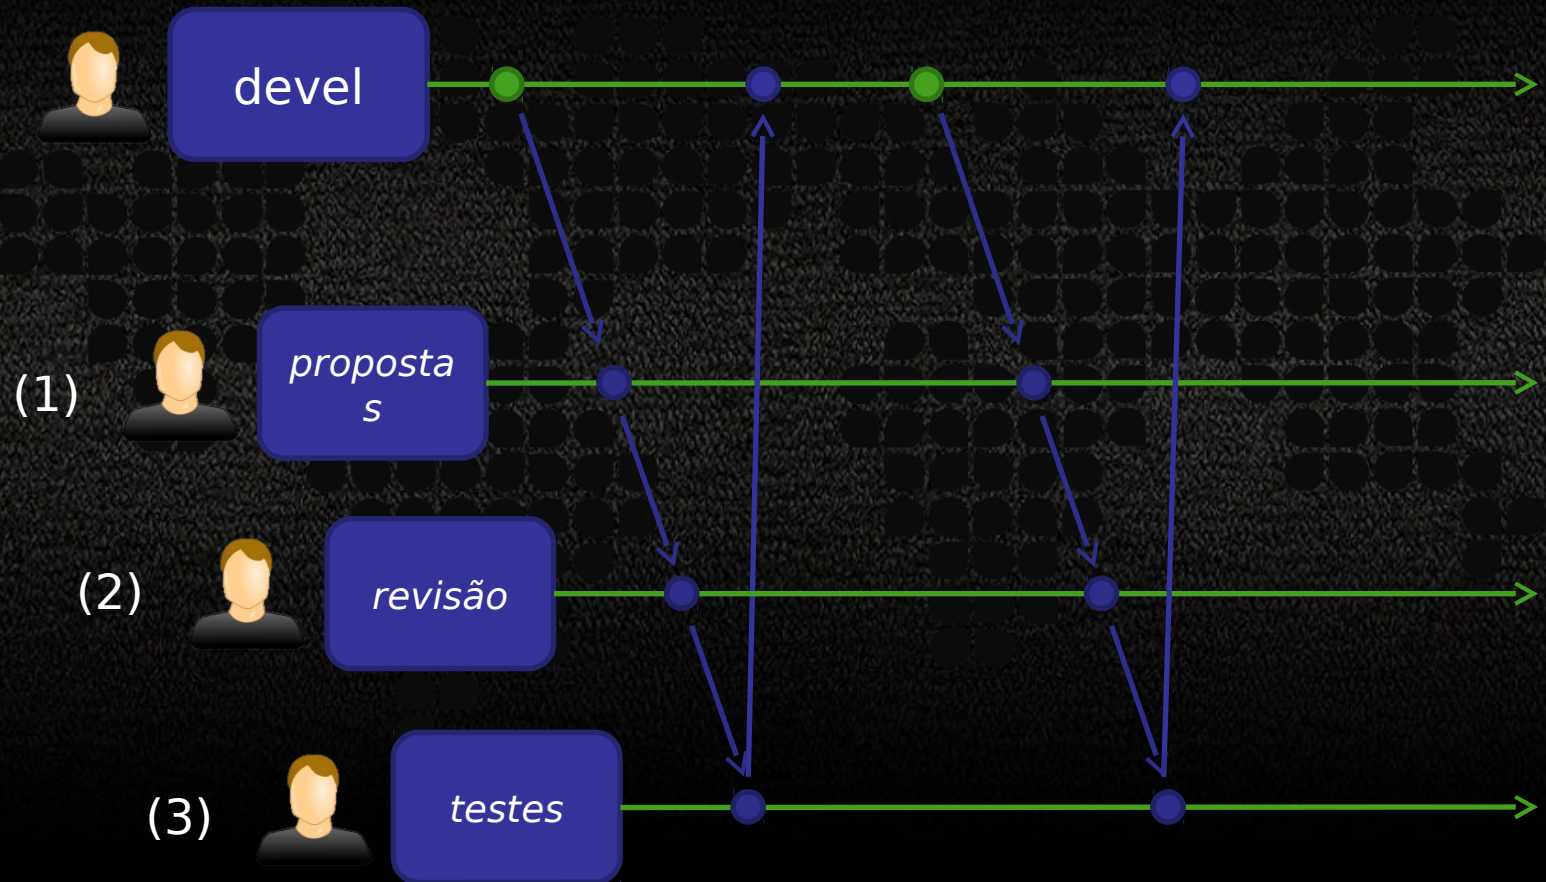 devel
(1)
proposta
s
(2)
revisão
(3)
testes